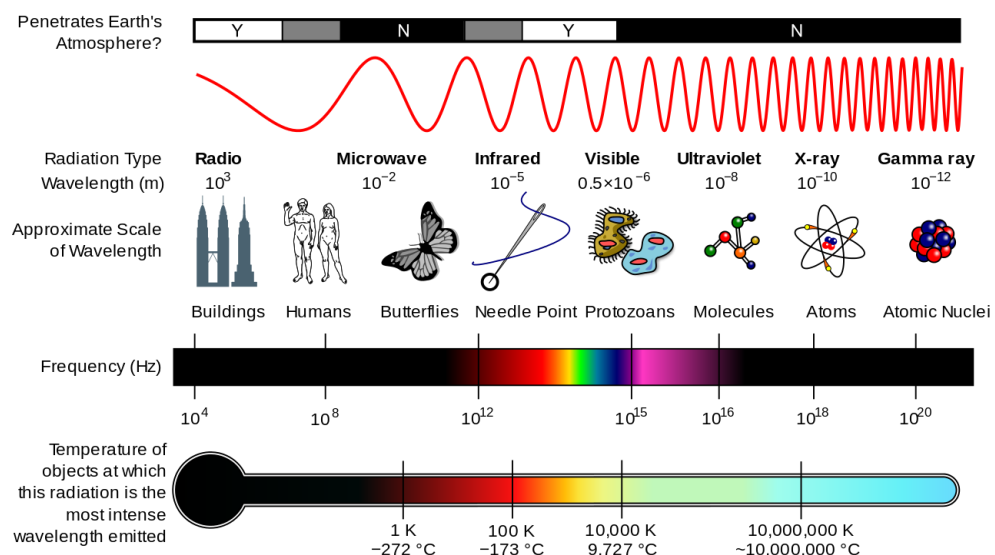 Penetrates Earth's
Atmosphere?
Y N Y N
Radiation Type Radio Microwave Infrared Visible Ultraviolet X-ray Gamma ray
Wavelength (m) 10³ 10⁻² 10⁻⁵ 0.5×10⁻⁶ 10⁻⁸ 10⁻¹⁰ 10⁻¹²
Approximate Scale
of Wavelength
Buildings Humans Butterflies Needle Point Protozoans Molecules Atoms Atomic Nuclei
Frequency (Hz)
10⁴ 10⁸ 10¹² 10¹⁵ 10¹⁶ 10¹⁸ 10²⁰
Temperature of
objects at which
this radiation is the
most intense
wavelength emitted
1 K 100 K 10,000 K 10,000,000 K
−272 °C −173 °C 9,727 °C ~10,000,000 °C